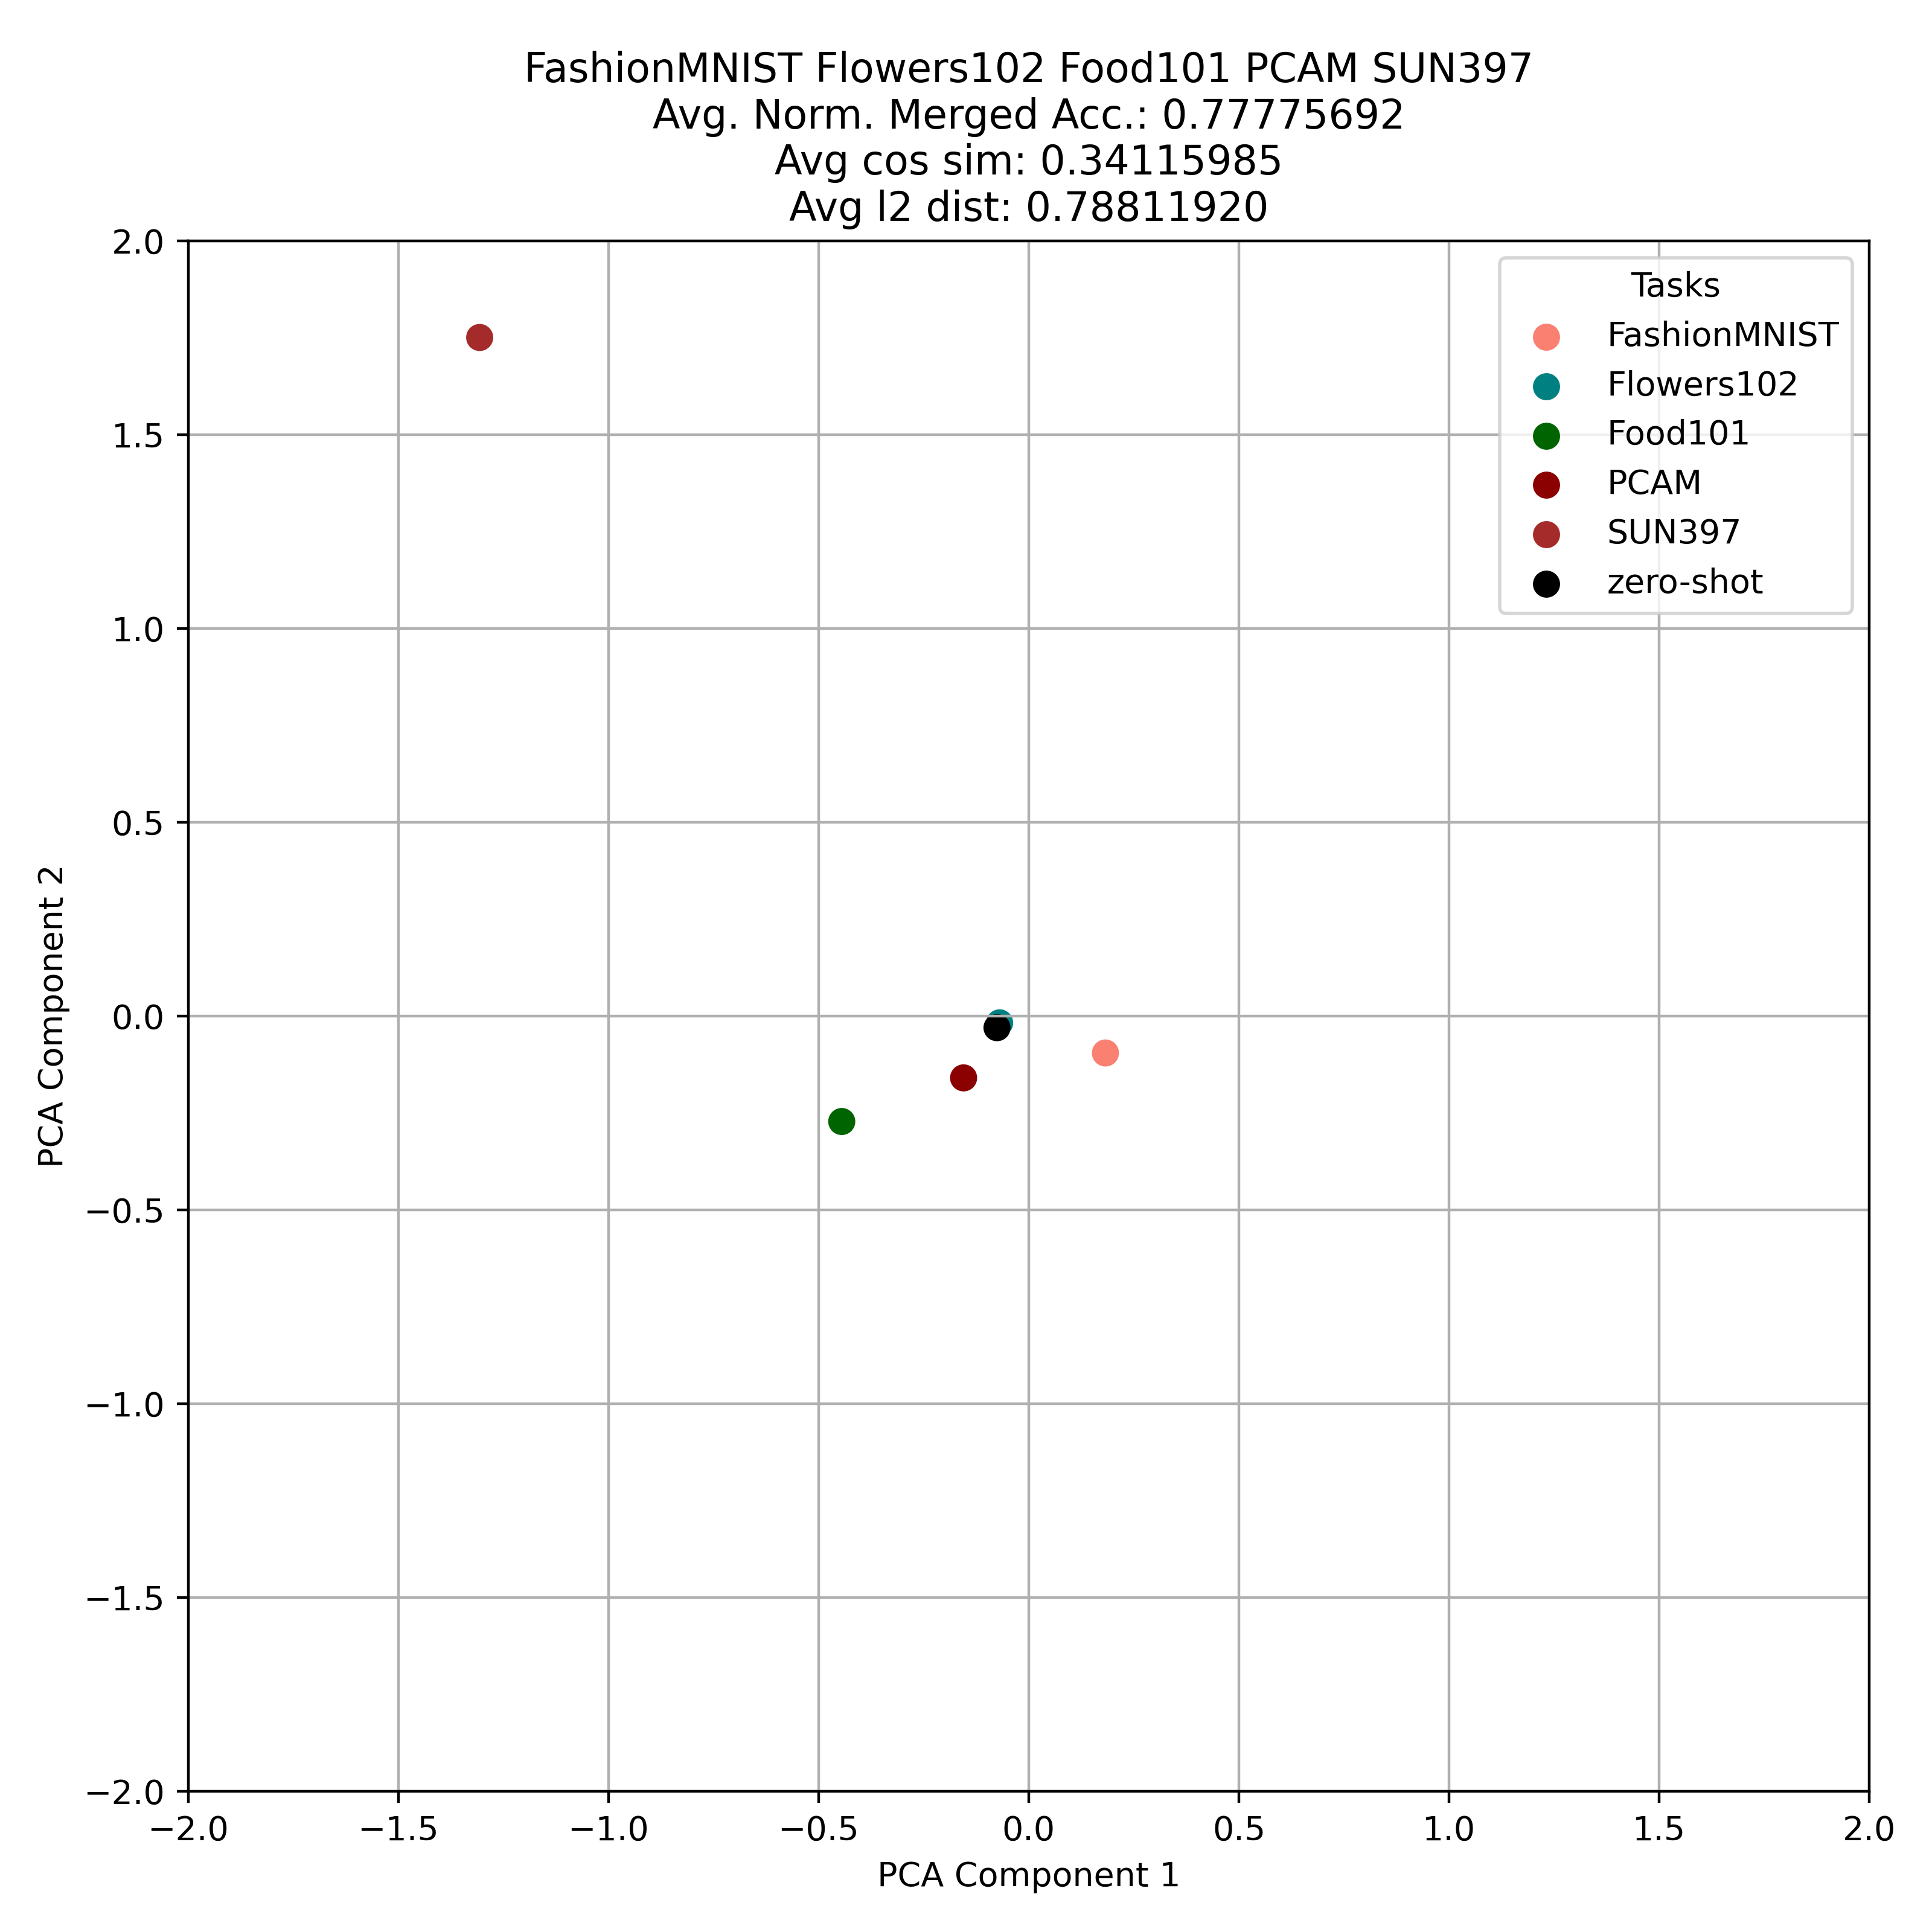 FashionMNIST Flowers102 Food101 PCAM SUN397
Avg. Norm. Merged Acc.: 0.77775692
Avg cos sim: 0.34115985
Avg l2 dist: 0.78811920
Tasks
FashionMNIST
Flowers102
Food101
PCAM
SUN397
zero-shot
PCA Component 2
2.0
1.5
1.0
0.5
0.0
−0.5
−1.0
−1.5
−2.0
−2.0 −1.5 −1.0 −0.5 0.0 0.5 1.0 1.5 2.0
PCA Component 1